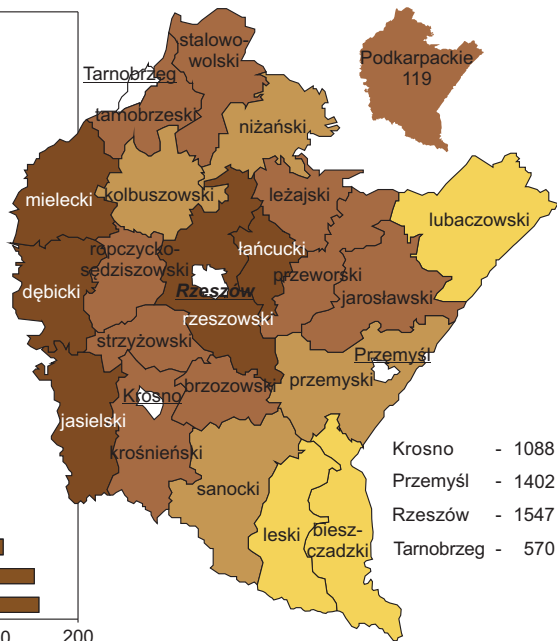 stalowo-
wolski
Podkarpackie
119
Tarnobrzeg
tarnobrzeski
niżański
mielecki
kolbuszowski
leżajski
lubaczowski
ropczycko-
sędziszowski
łańcucki
dębicki
Rzeszów
przeworski
jarosławski
rzeszowski
strzyżowski
Przemyśl
Krosno
brzozowski
przemyski
jasielski
krośnieński
sanocki
leski
biesz-
czadzki
Krosno - 1088
Przemyśl - 1402
Rzeszów - 1547
Tarnobrzeg - 570
200